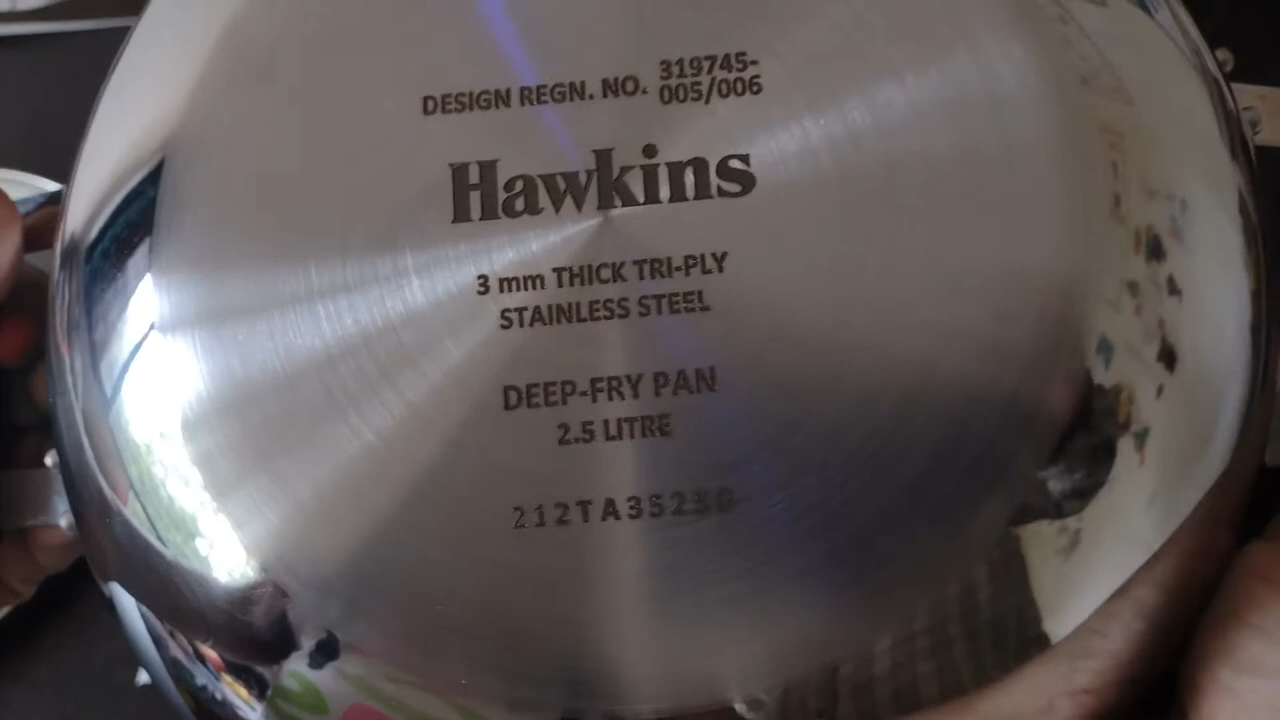 DESIGN REGN. NO. 319745-
005/006
Hawkins
3 mm THICK TRI-PLY
STAINLESS STEEL
DEEP-FRY PAN
2.5 LITRE